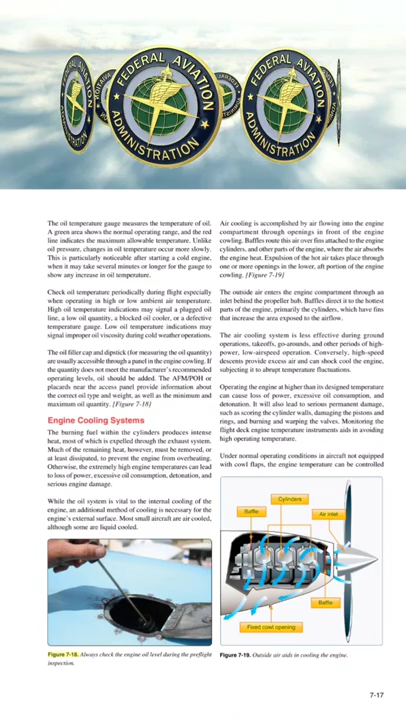 FEDERAL AVIATION
ADMINISTRATION
FEDERAL AVIATION
ADMINISTRATION
The oil temperature gauge measures the temperature of oil.
A green area shows the normal operating range, and the red
line indicates the maximum allowable temperature. Unlike
oil pressure, changes in oil temperature occur more slowly.
This is particularly noticeable after starting a cold engine,
when it may take several minutes or longer for the gauge to
show any increase in oil temperature.
Check oil temperature periodically during flight especially
when operating in high or low ambient air temperature.
High oil temperature indications may signal a plugged oil
line, a low oil quantity, a blocked oil cooler, or a defective
temperature gauge. Low oil temperature indications may
signal improper oil viscosity during cold weather operations.
The oil filler cap and dipstick (for measuring the oil quantity)
are usually accessible through a panel in the engine cowling. If
the quantity does not meet the manufacturer's recommended
operating levels, oil should be added. The AFM/POH or
placards near the access panel provide information about
the correct oil type and weight, as well as the minimum and
maximum oil quantity. [Figure 7-18]
Engine Cooling Systems
The burning fuel within the cylinders produces intense
heat, most of which is expelled through the exhaust system.
Much of the remaining heat, however, must be removed, or
at least dissipated, to prevent the engine from overheating.
Otherwise, the extremely high engine temperatures can lead
to loss of power, excessive oil consumption, detonation, and
serious engine damage.
While the oil system is vital to the internal cooling of the
engine, an additional method of cooling is necessary for the
engine's external surface. Most small aircraft are air cooled,
although some are liquid cooled.
Figure 7-18. Always check the engine oil level during the preflight
inspection.
Air cooling is accomplished by air flowing into the engine
compartment through openings in front of the engine
cowling. Baffles route this air over fins attached to the engine
cylinders, and other parts of the engine, where the air absorbs
the engine heat. Expulsion of the hot air takes place through
one or more openings in the lower, aft portion of the engine
cowling. [Figure 7-19]
The outside air enters the engine compartment through an
inlet behind the propeller hub. Baffles direct it to the hottest
parts of the engine, primarily the cylinders, which have fins
that increase the area exposed to the airflow.
The air cooling system is less effective during ground
operations, takeoffs, go-arounds, and other periods of high-
power, low-airspeed operation. Conversely, high-speed
descents provide excess air and can shock cool the engine,
subjecting it to abrupt temperature fluctuations.
Operating the engine at higher than its designed temperature
can cause loss of power, excessive oil consumption, and
detonation. It will also lead to serious permanent damage,
such as scoring the cylinder walls, damaging the pistons and
rings, and burning and warping the valves. Monitoring the
flight deck engine temperature instruments aids in avoiding
high operating temperature.
Under normal operating conditions in aircraft not equipped
with cowl flaps, the engine temperature can be controlled
Cylinders
Baffle
Air inlet
Baffle
Fixed cowl opening
Figure 7-19. Outside air aids in cooling the engine.
7-17